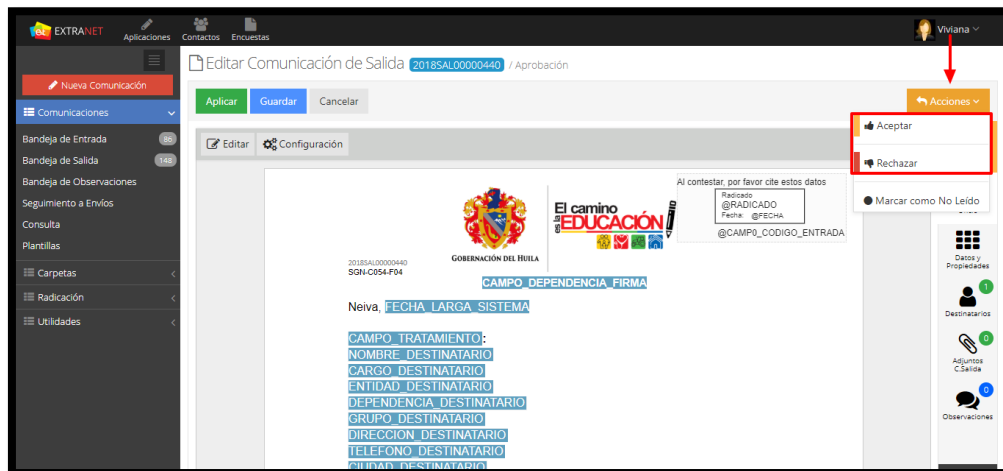 EXTRANET
Aplicaciones
Contactos
Encuestas
Viviana
Editar Comunicación de Salida 2018SAL00000440 / Aprobación
Nueva Comunicación
Comunicaciones
Bandeja de Entrada 86
Bandeja de Salida 148
Bandeja de Observaciones
Seguimiento a Envíos
Consulta
Plantillas
Carpetas
Radicación
Utilidades
Aplicar
Guardar
Cancelar
Acciones
Aceptar
Rechazar
Marcar como No Leído
Editar
Configuración
GOBERNACIÓN DEL HUILA
El camino
es la EDUCACIÓN
Al contestar, por favor cite estos datos
Radicado
@RADICADO
Fecha: @FECHA
@CAMP0_CODIGO_ENTRADA
2018SAL00000440
SGN-C054-F04
CAMPO_DEPENDENCIA_FIRMA
Neiva, FECHA_LARGA_SISTEMA
CAMPO_TRATAMIENTO:
NOMBRE_DESTINATARIO
CARGO_DESTINATARIO
ENTIDAD_DESTINATARIO
DEPENDENCIA_DESTINATARIO
GRUPO_DESTINATARIO
DIRECCION_DESTINATARIO
TELEFONO_DESTINATARIO
CIUDAD_DESTINATARIO
Datos y
Propiedades
1
Destinatarios
0
Adjuntos
C.Salida
0
Observaciones